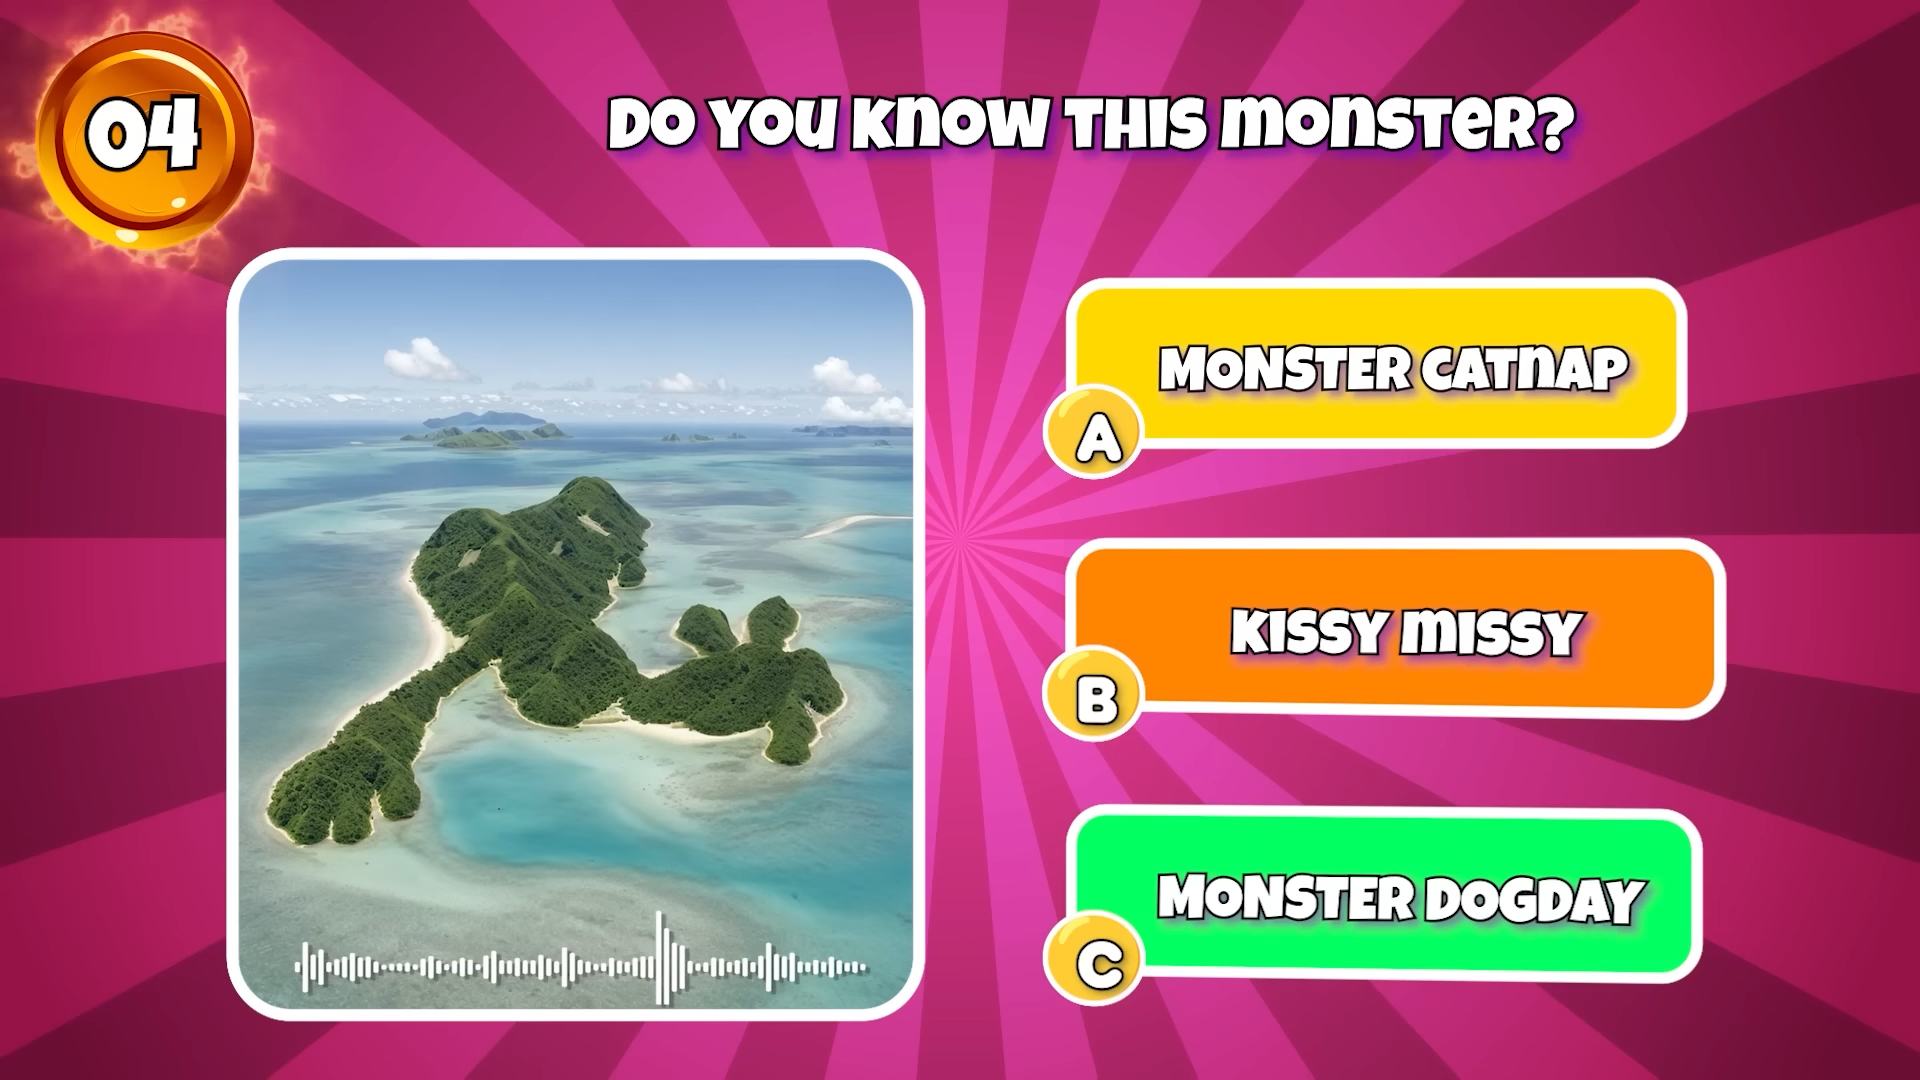 04
DO YOU KNOW THIS MONSTER?
MONSTER CATNAP
A
KISSY MISSY
B
MONSTER DOGDAY
C